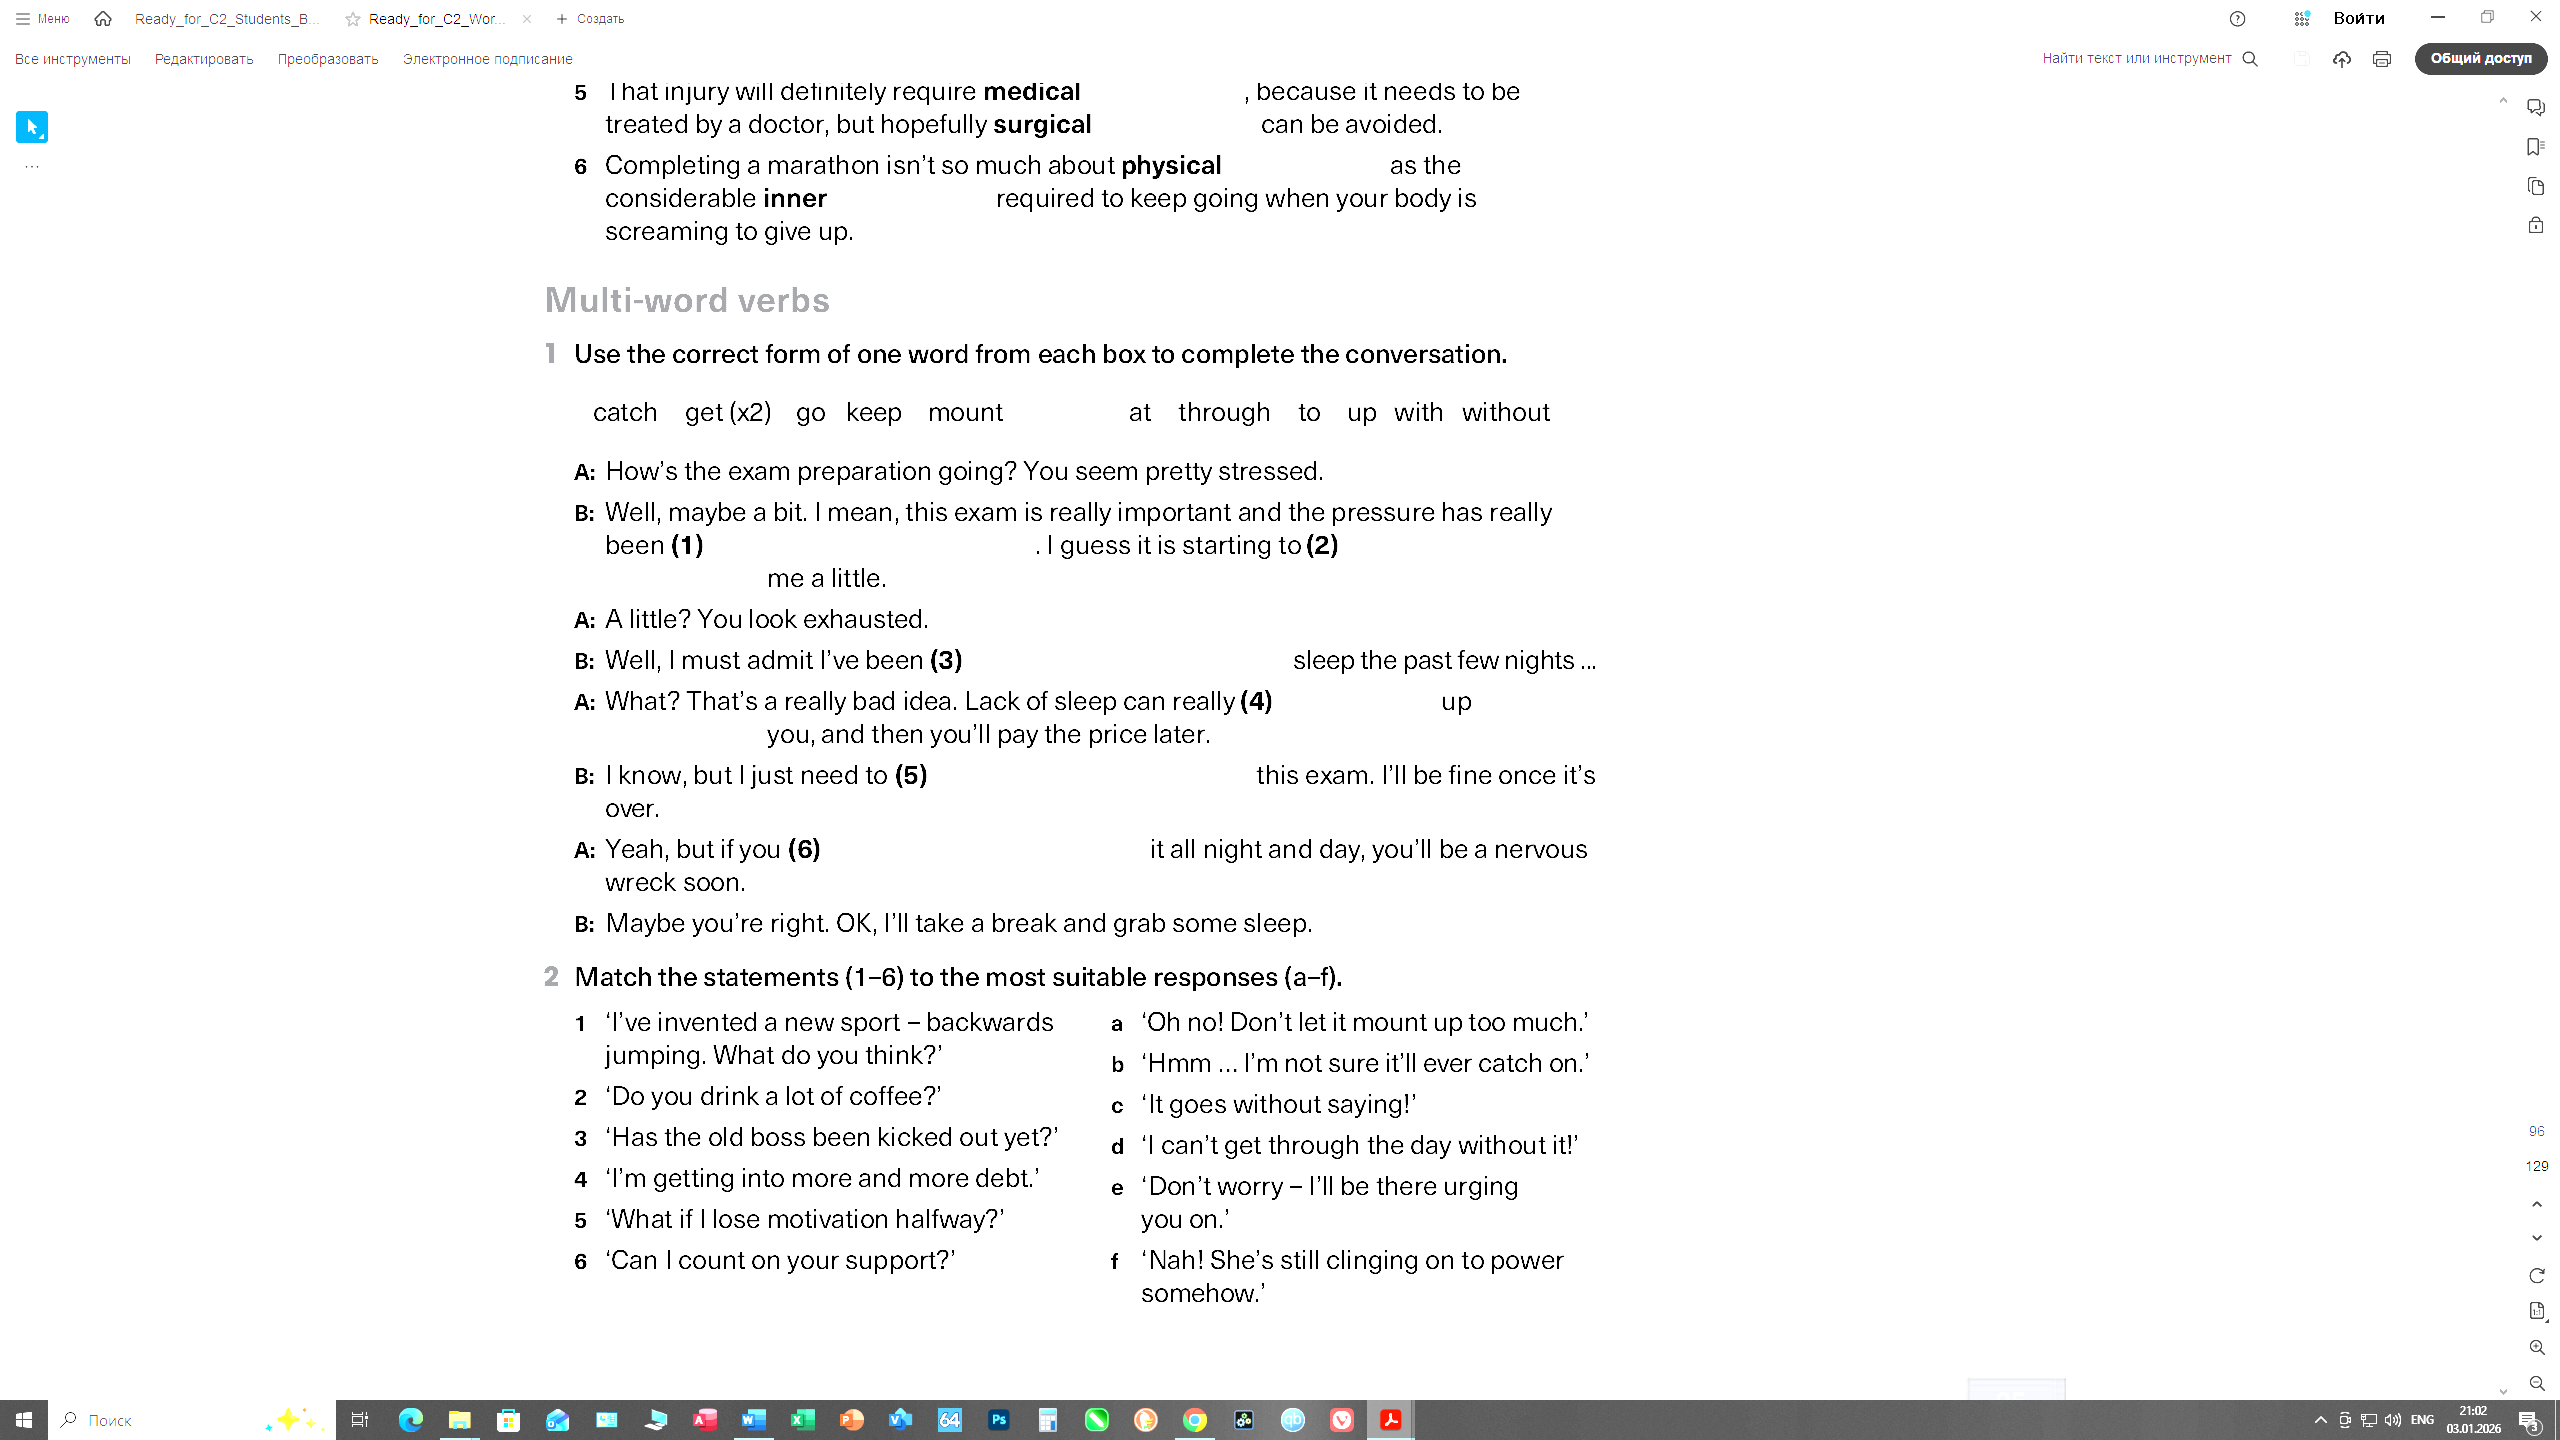 Меню
Ready_for_C2_Students_B...
Ready_for_C2_Wor...
Создать
Войти
Все инструменты
Редактировать
Преобразовать
Электронное подписание
Найти текст или инструмент
Общий доступ
5 That injury will definitely require medical , because it needs to be
treated by a doctor, but hopefully surgical can be avoided.
6 Completing a marathon isn’t so much about physical as the
considerable inner required to keep going when your body is
screaming to give up.
Multi-word verbs
1 Use the correct form of one word from each box to complete the conversation.
catch get (x2) go keep mount at through to up with without
A: How’s the exam preparation going? You seem pretty stressed.
B: Well, maybe a bit. I mean, this exam is really important and the pressure has really
been (1) . I guess it is starting to (2)
me a little.
A: A little? You look exhausted.
B: Well, I must admit I’ve been (3) sleep the past few nights ...
A: What? That’s a really bad idea. Lack of sleep can really (4) up
you, and then you’ll pay the price later.
B: I know, but I just need to (5) this exam. I’ll be fine once it’s
over.
A: Yeah, but if you (6) it all night and day, you’ll be a nervous
wreck soon.
B: Maybe you’re right. OK, I’ll take a break and grab some sleep.
2 Match the statements (1–6) to the most suitable responses (a–f).
1 ‘I’ve invented a new sport – backwards
jumping. What do you think?’
2 ‘Do you drink a lot of coffee?’
3 ‘Has the old boss been kicked out yet?’
4 ‘I’m getting into more and more debt.’
5 ‘What if I lose motivation halfway?’
6 ‘Can I count on your support?’
a ‘Oh no! Don’t let it mount up too much.’
b ‘Hmm ... I’m not sure it’ll ever catch on.’
c ‘It goes without saying!’
d ‘I can’t get through the day without it!’
e ‘Don’t worry – I’ll be there urging
you on.’
f ‘Nah! She’s still clinging on to power
somehow.’
96
129
Поиск
64
Ps
qb
ENG
21:02
03.01.2026
3